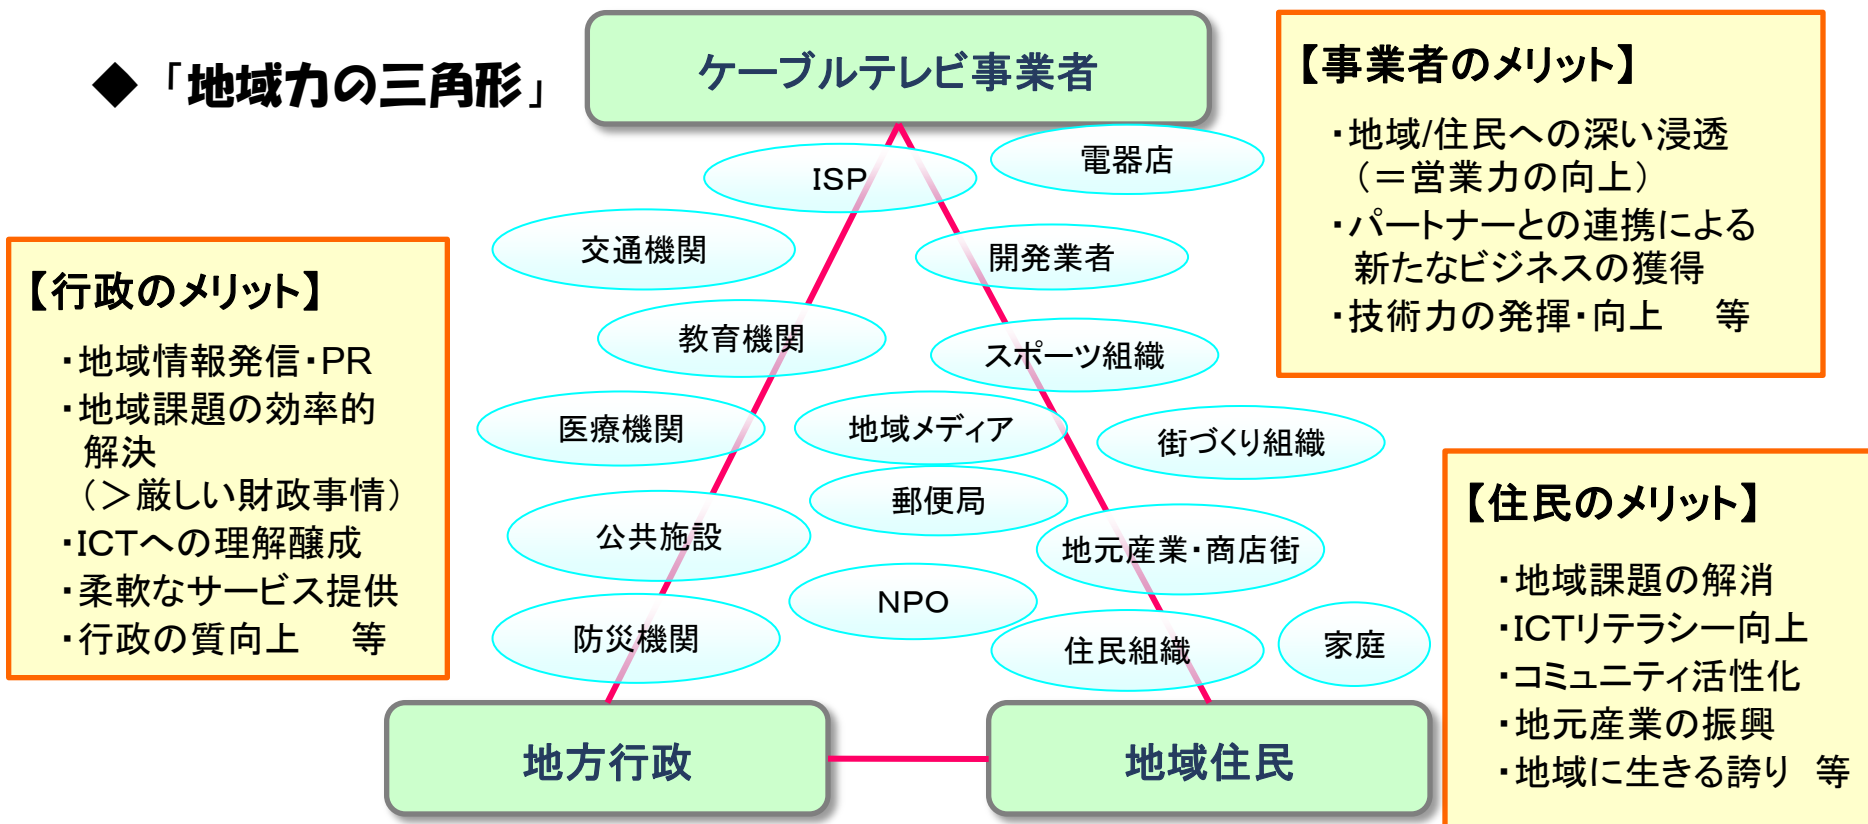 ◆「地域力の三角形」
ケーブルテレビ事業者
【事業者のメリット】
・地域/住民への深い浸透
（＝営業力の向上）
・パートナーとの連携による
新たなビジネスの獲得
・技術力の発揮・向上 等
電器店
ISP
交通機関
開発業者
【行政のメリット】
・地域情報発信・PR
・地域課題の効率的
解決
（＞厳しい財政事情）
・ICTへの理解醸成
・柔軟なサービス提供
・行政の質向上 等
教育機関
スポーツ組織
医療機関
地域メディア
街づくり組織
郵便局
公共施設
地元産業・商店街
NPO
防災機関
住民組織
家庭
【住民のメリット】
・地域課題の解消
・ICTリテラシー向上
・コミュニティ活性化
・地元産業の振興
・地域に生きる誇り 等
地方行政
地域住民